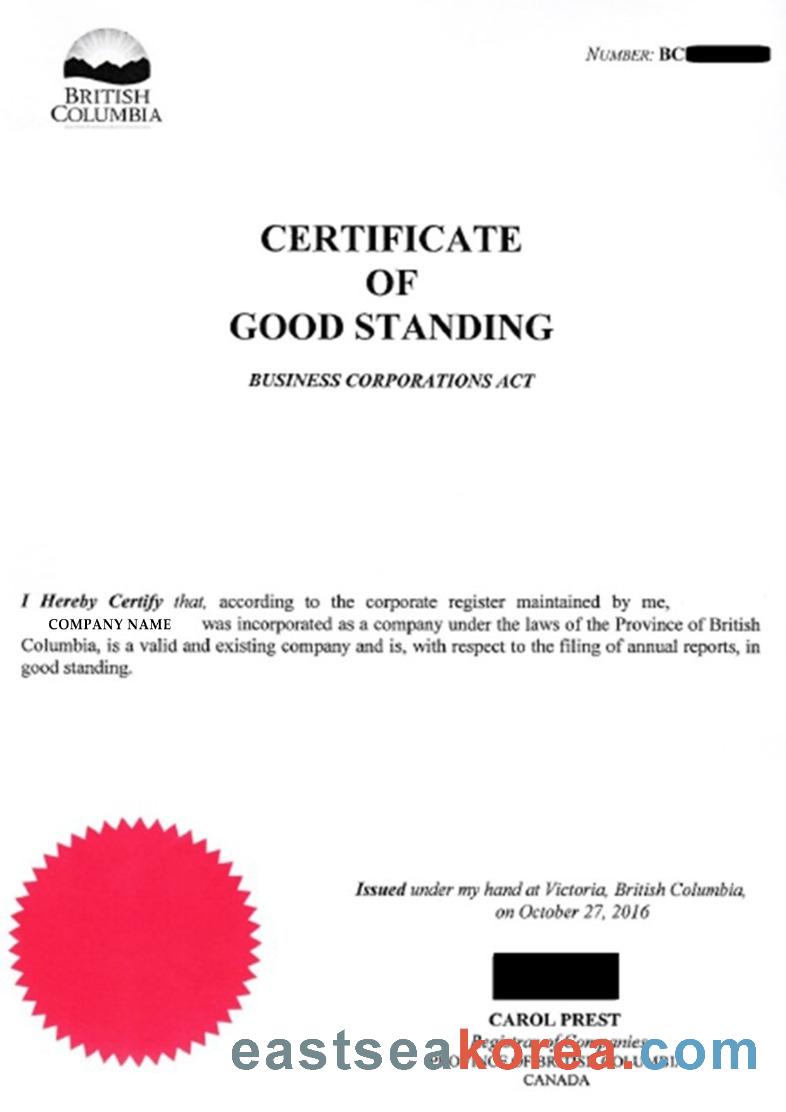 BRITISH
COLUMBIA
NUMBER: BC
CERTIFICATE
OF
GOOD STANDING
BUSINESS CORPORATIONS ACT
I Hereby Certify that, according to the corporate register maintained by me,
COMPANY NAME was incorporated as a company under the laws of the Province of British
Columbia, is a valid and existing company and is, with respect to the filing of annual reports, in
good standing.
Issued under my hand at Victoria, British Columbia,
on October 27, 2016
CAROL PREST
Registrar of Companies
PROVINCE OF BRITISH COLUMBIA
eastseakorea.com
CANADA